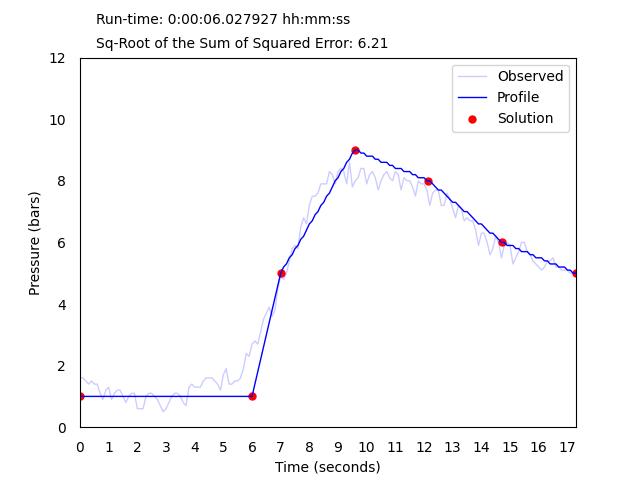 Run-time: 0:00:06.027927 hh:mm:ss
Sq-Root of the Sum of Squared Error: 6.21
Observed
Profile
Solution
12
10
8
6
4
2
0
Pressure (bars)
0 1 2 3 4 5 6 7 8 9 10 11 12 13 14 15 16 17
Time (seconds)